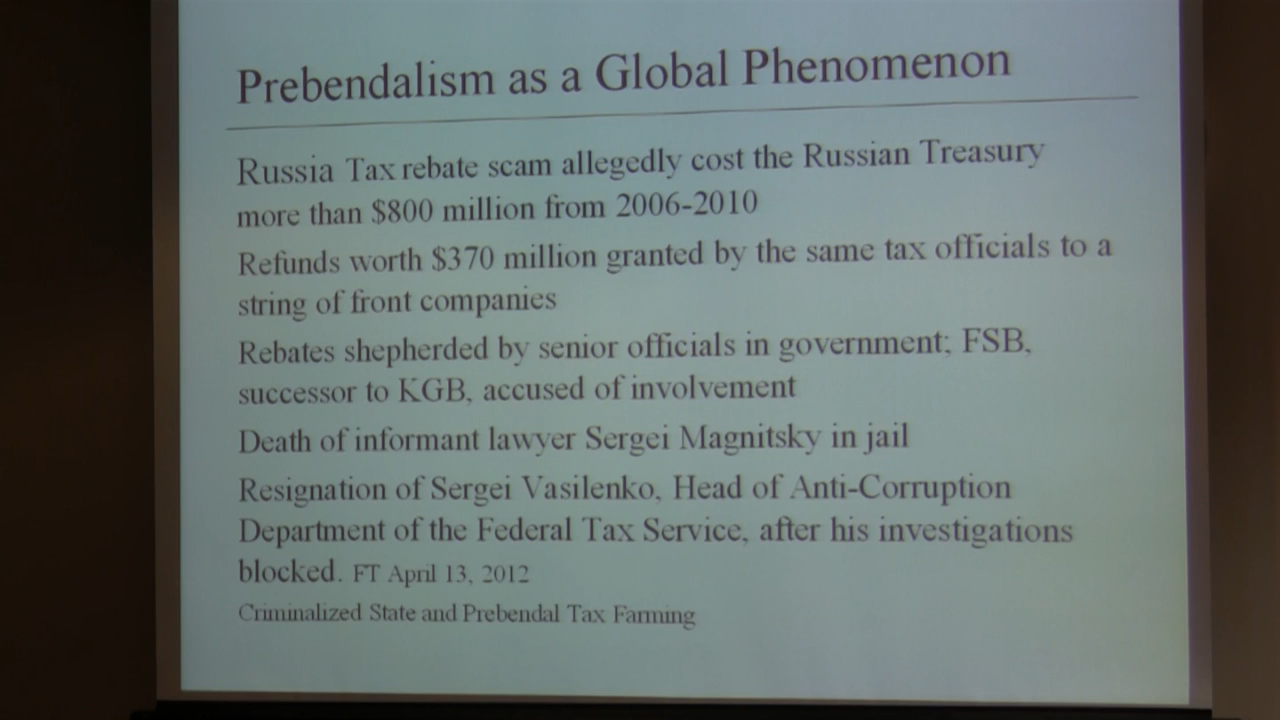 Prebendalism as a Global Phenomenon
Russia Tax rebate scam allegedly cost the Russian Treasury
more than $800 million from 2006-2010
Refunds worth $370 million granted by the same tax officials to a
string of front companies
Rebates shepherded by senior officials in government; FSB,
successor to KGB, accused of involvement
Death of informant lawyer Sergei Magnitsky in jail
Resignation of Sergei Vasilenko, Head of Anti-Corruption
Department of the Federal Tax Service, after his investigations
blocked. FT April 13, 2012
Criminalized State and Prebendal Tax Farming